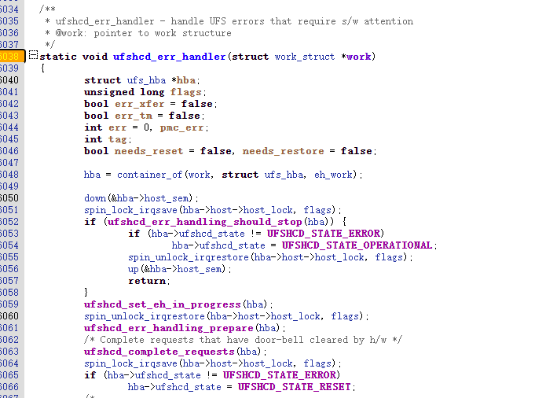 6034 /**
6035 * ufshcd_err_handler - handle UFS errors that require s/w attention
6036 * @work: pointer to work structure
6037 */
6038 static void ufshcd_err_handler(struct work_struct *work)
6039 {
6040 struct ufs_hba *hba;
6041 unsigned long flags;
6042 bool err_xfer = false;
6043 bool err_tm = false;
6044 int err = 0, pmc_err;
6045 int tag;
6046 bool needs_reset = false, needs_restore = false;
6047
6048 hba = container_of(work, struct ufs_hba, eh_work);
6049
6050 down(&hba->host_sem);
6051 spin_lock_irqsave(hba->host->host_lock, flags);
6052 if (ufshcd_err_handling_should_stop(hba)) {
6053 if (hba->ufshcd_state != UFSHCD_STATE_ERROR)
6054 hba->ufshcd_state = UFSHCD_STATE_OPERATIONAL;
6055 spin_unlock_irqrestore(hba->host->host_lock, flags);
6056 up(&hba->host_sem);
6057 return;
6058 }
6059 ufshcd_set_eh_in_progress(hba);
6060 spin_unlock_irqrestore(hba->host->host_lock, flags);
6061 ufshcd_err_handling_prepare(hba);
6062 /* Complete requests that have door-bell cleared by h/w */
6063 ufshcd_complete_requests(hba);
6064 spin_lock_irqsave(hba->host->host_lock, flags);
6065 if (hba->ufshcd_state != UFSHCD_STATE_ERROR)
6066 hba->ufshcd_state = UFSHCD_STATE_RESET;
/*